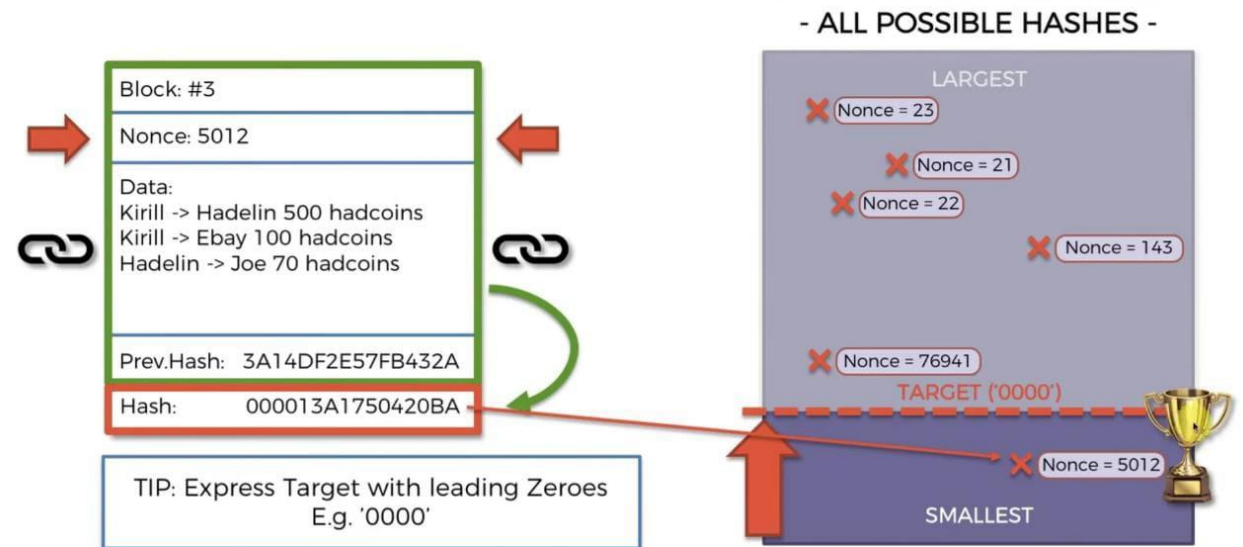 - ALL POSSIBLE HASHES -
Block: #3
Nonce: 5012
Data:
Kirill -> Hadelin 500 hadcoins
Kirill -> Ebay 100 hadcoins
Hadelin -> Joe 70 hadcoins
Prev.Hash: 3A14DF2E57FB432A
Hash: 000013A1750420BA
TIP: Express Target with leading Zeroes
E.g. '0000'
LARGEST
Nonce = 23
Nonce = 21
Nonce = 22
Nonce = 143
Nonce = 76941
TARGET ('0000')
Nonce = 5012
SMALLEST